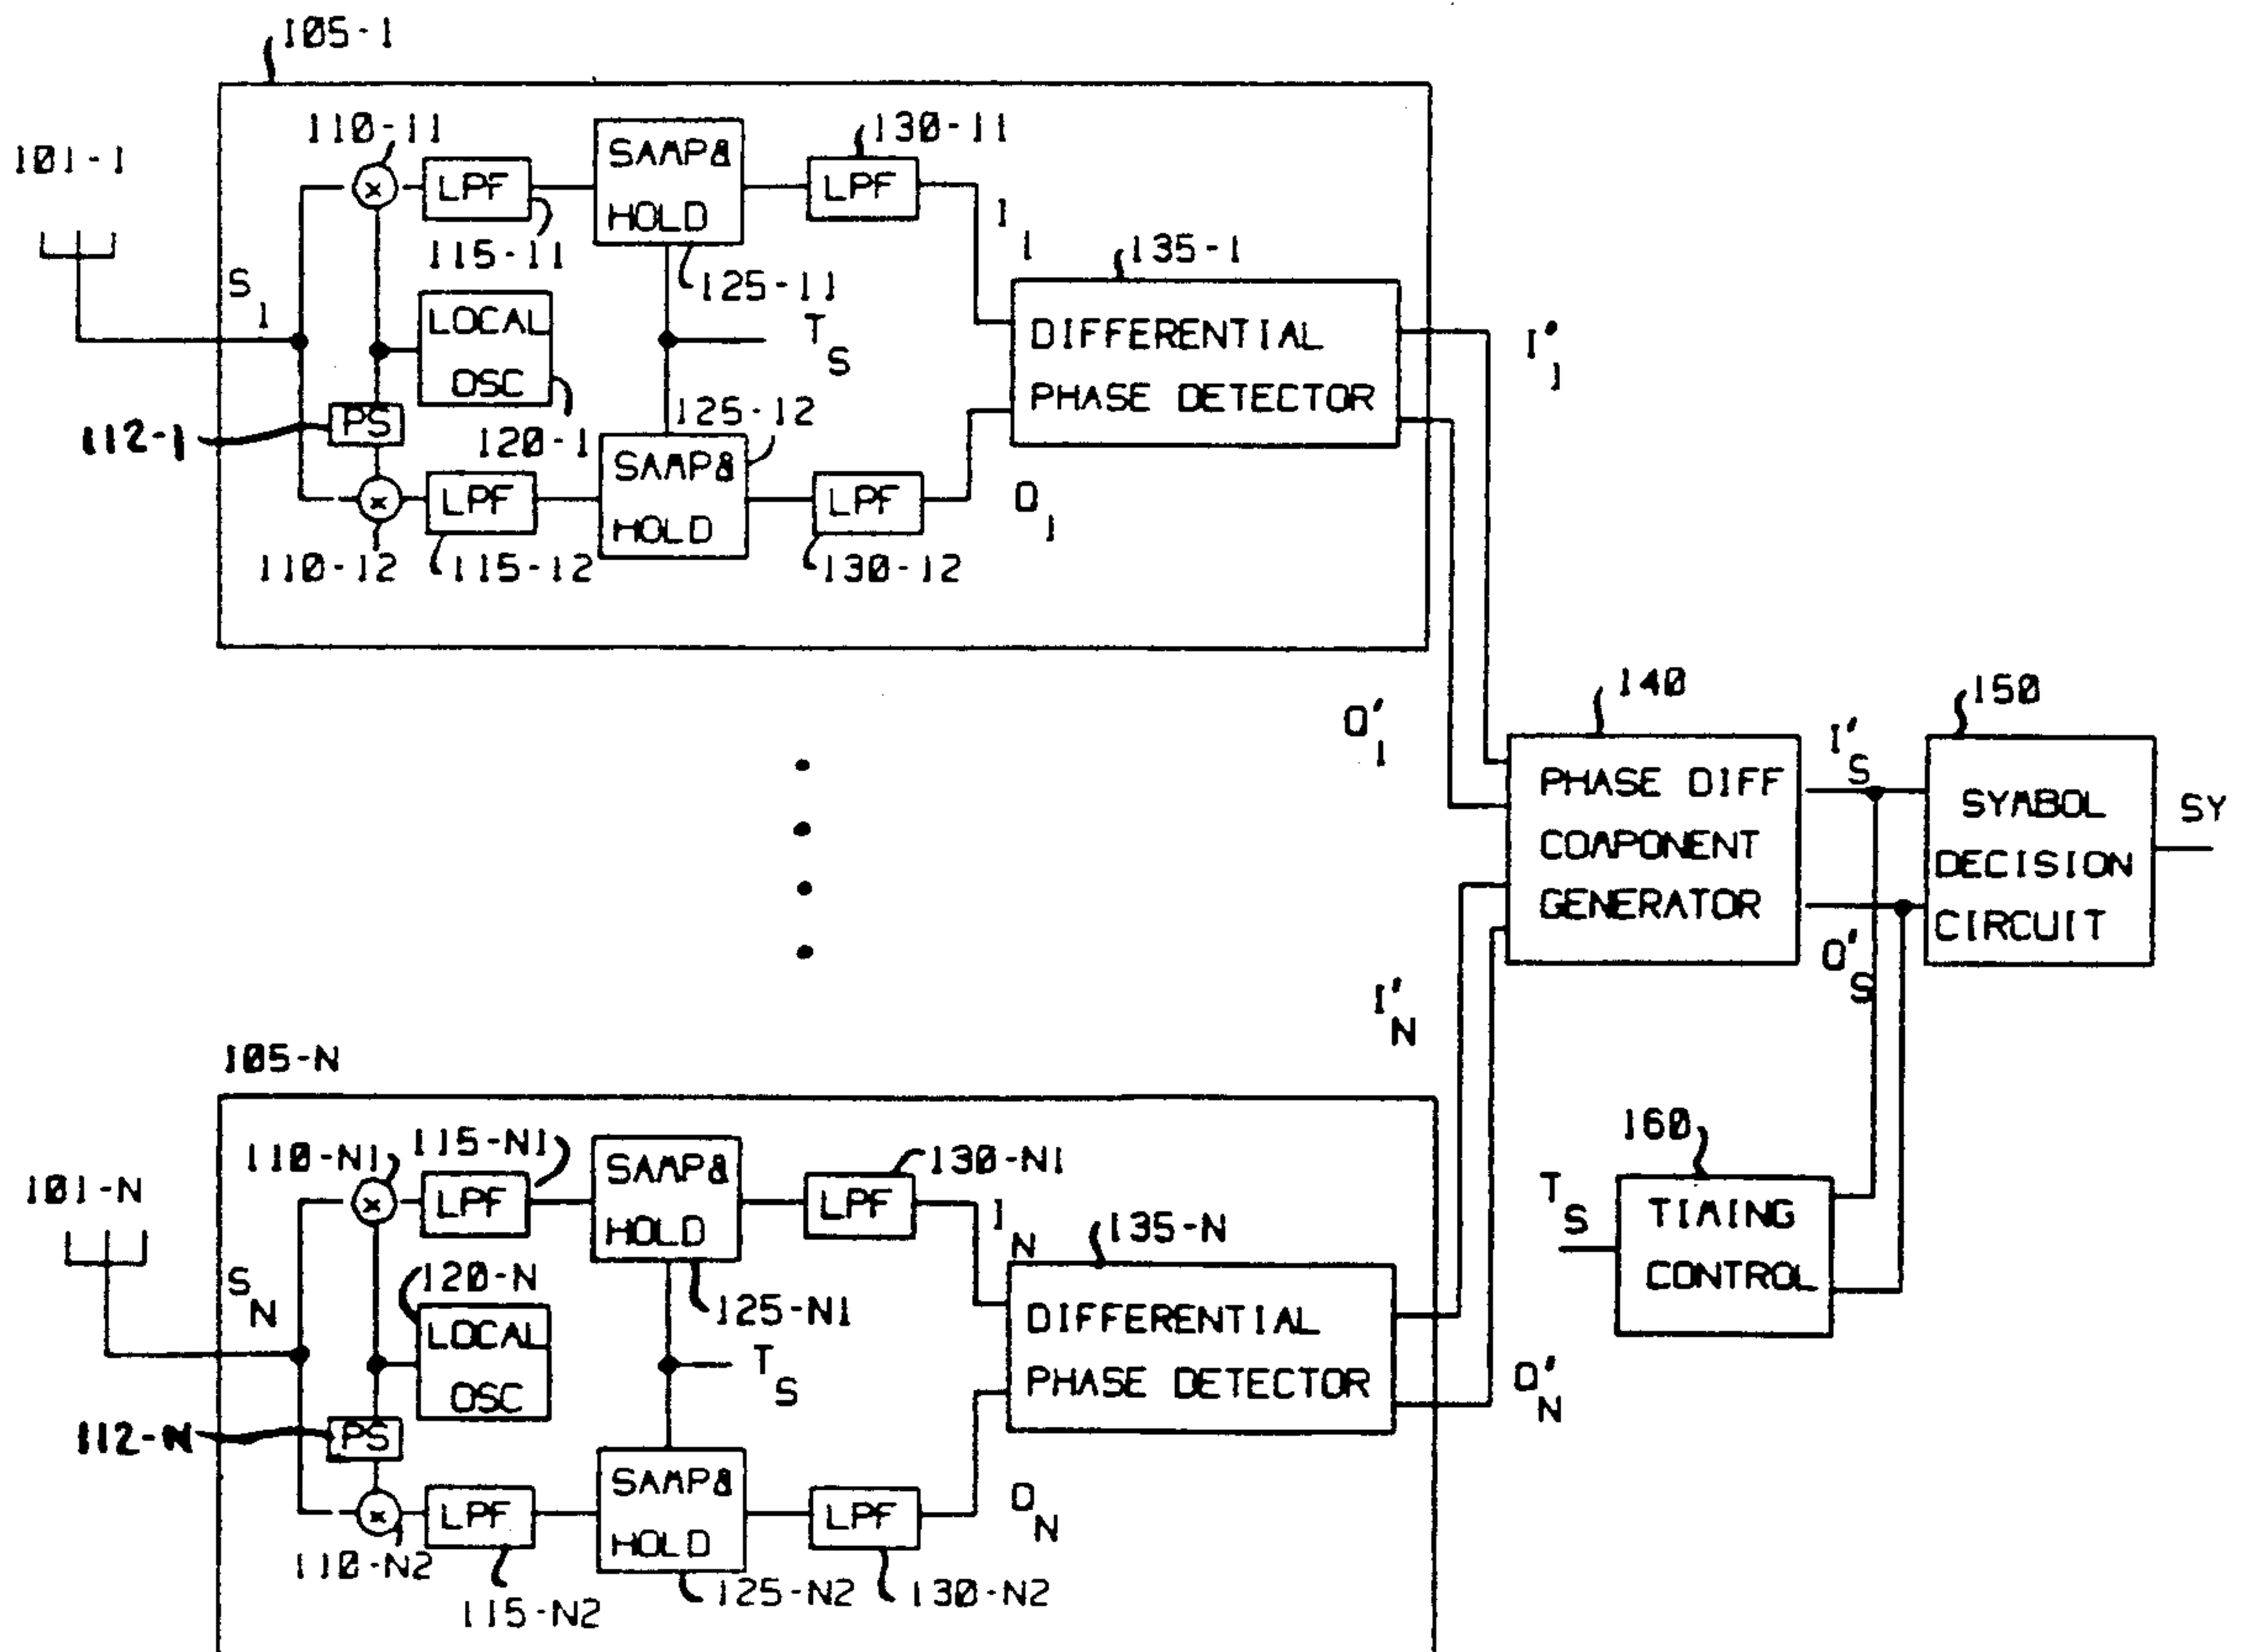 105-1
110-11
SAMP&
HOLD
130-11
101-1
LPF
LPF
I1
115-11
125-11
135-1
S1
LOCAL
OSC
TS
DIFFERENTIAL
PHASE DETECTOR
I'1
112-1
PS
120-1
125-12
SAMP&
HOLD
LPF
LPF
Q1
110-12
115-12
130-12
140
150
Q'1
I'S
PHASE DIFF
COMPONENT
GENERATOR
SYMBOL
DECISION
CIRCUIT
SY
Q'S
I'N
105-N
160
110-N1
115-N1
SAMP&
HOLD
130-N1
101-N
LPF
LPF
IN
135-N
TS
TIMING
CONTROL
SN
120-N
LOCAL
OSC
125-N1
TS
DIFFERENTIAL
PHASE DETECTOR
Q'N
112-N
PS
SAMP&
HOLD
LPF
LPF
QN
110-N2
115-N2
125-N2
130-N2